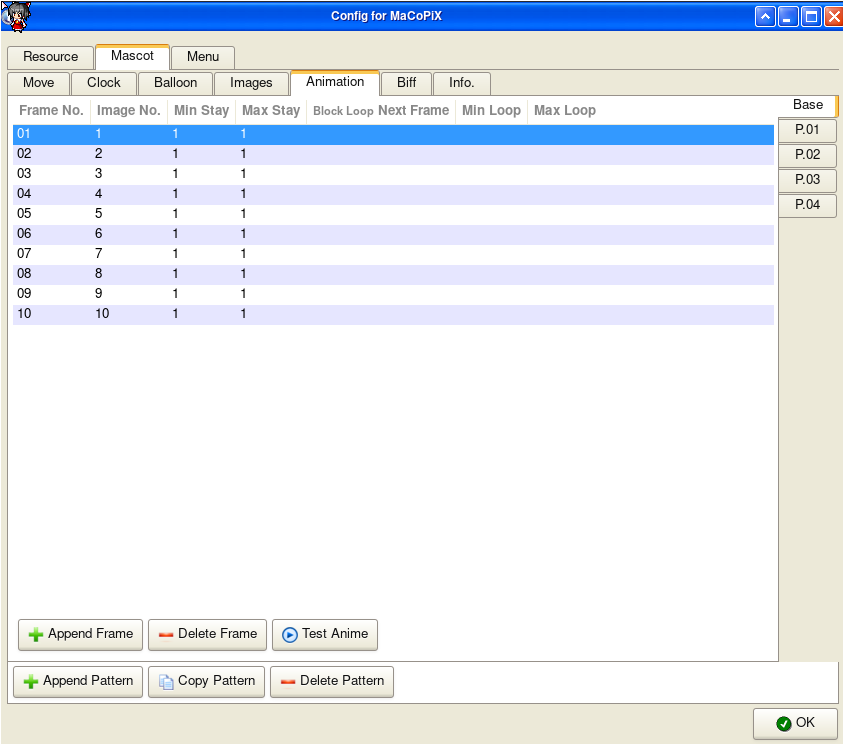 Config for MaCoPiX
Resource Mascot Menu
Move Clock Balloon Images Animation Biff Info.
Frame No. Image No. Min Stay Max Stay Block Loop Next Frame Min Loop Max Loop
01 1 1 1
02 2 1 1
03 3 1 1
04 4 1 1
05 5 1 1
06 6 1 1
07 7 1 1
08 8 1 1
09 9 1 1
10 10 1 1
Base
P.01
P.02
P.03
P.04
Append Frame Delete Frame Test Anime
Append Pattern Copy Pattern Delete Pattern
OK